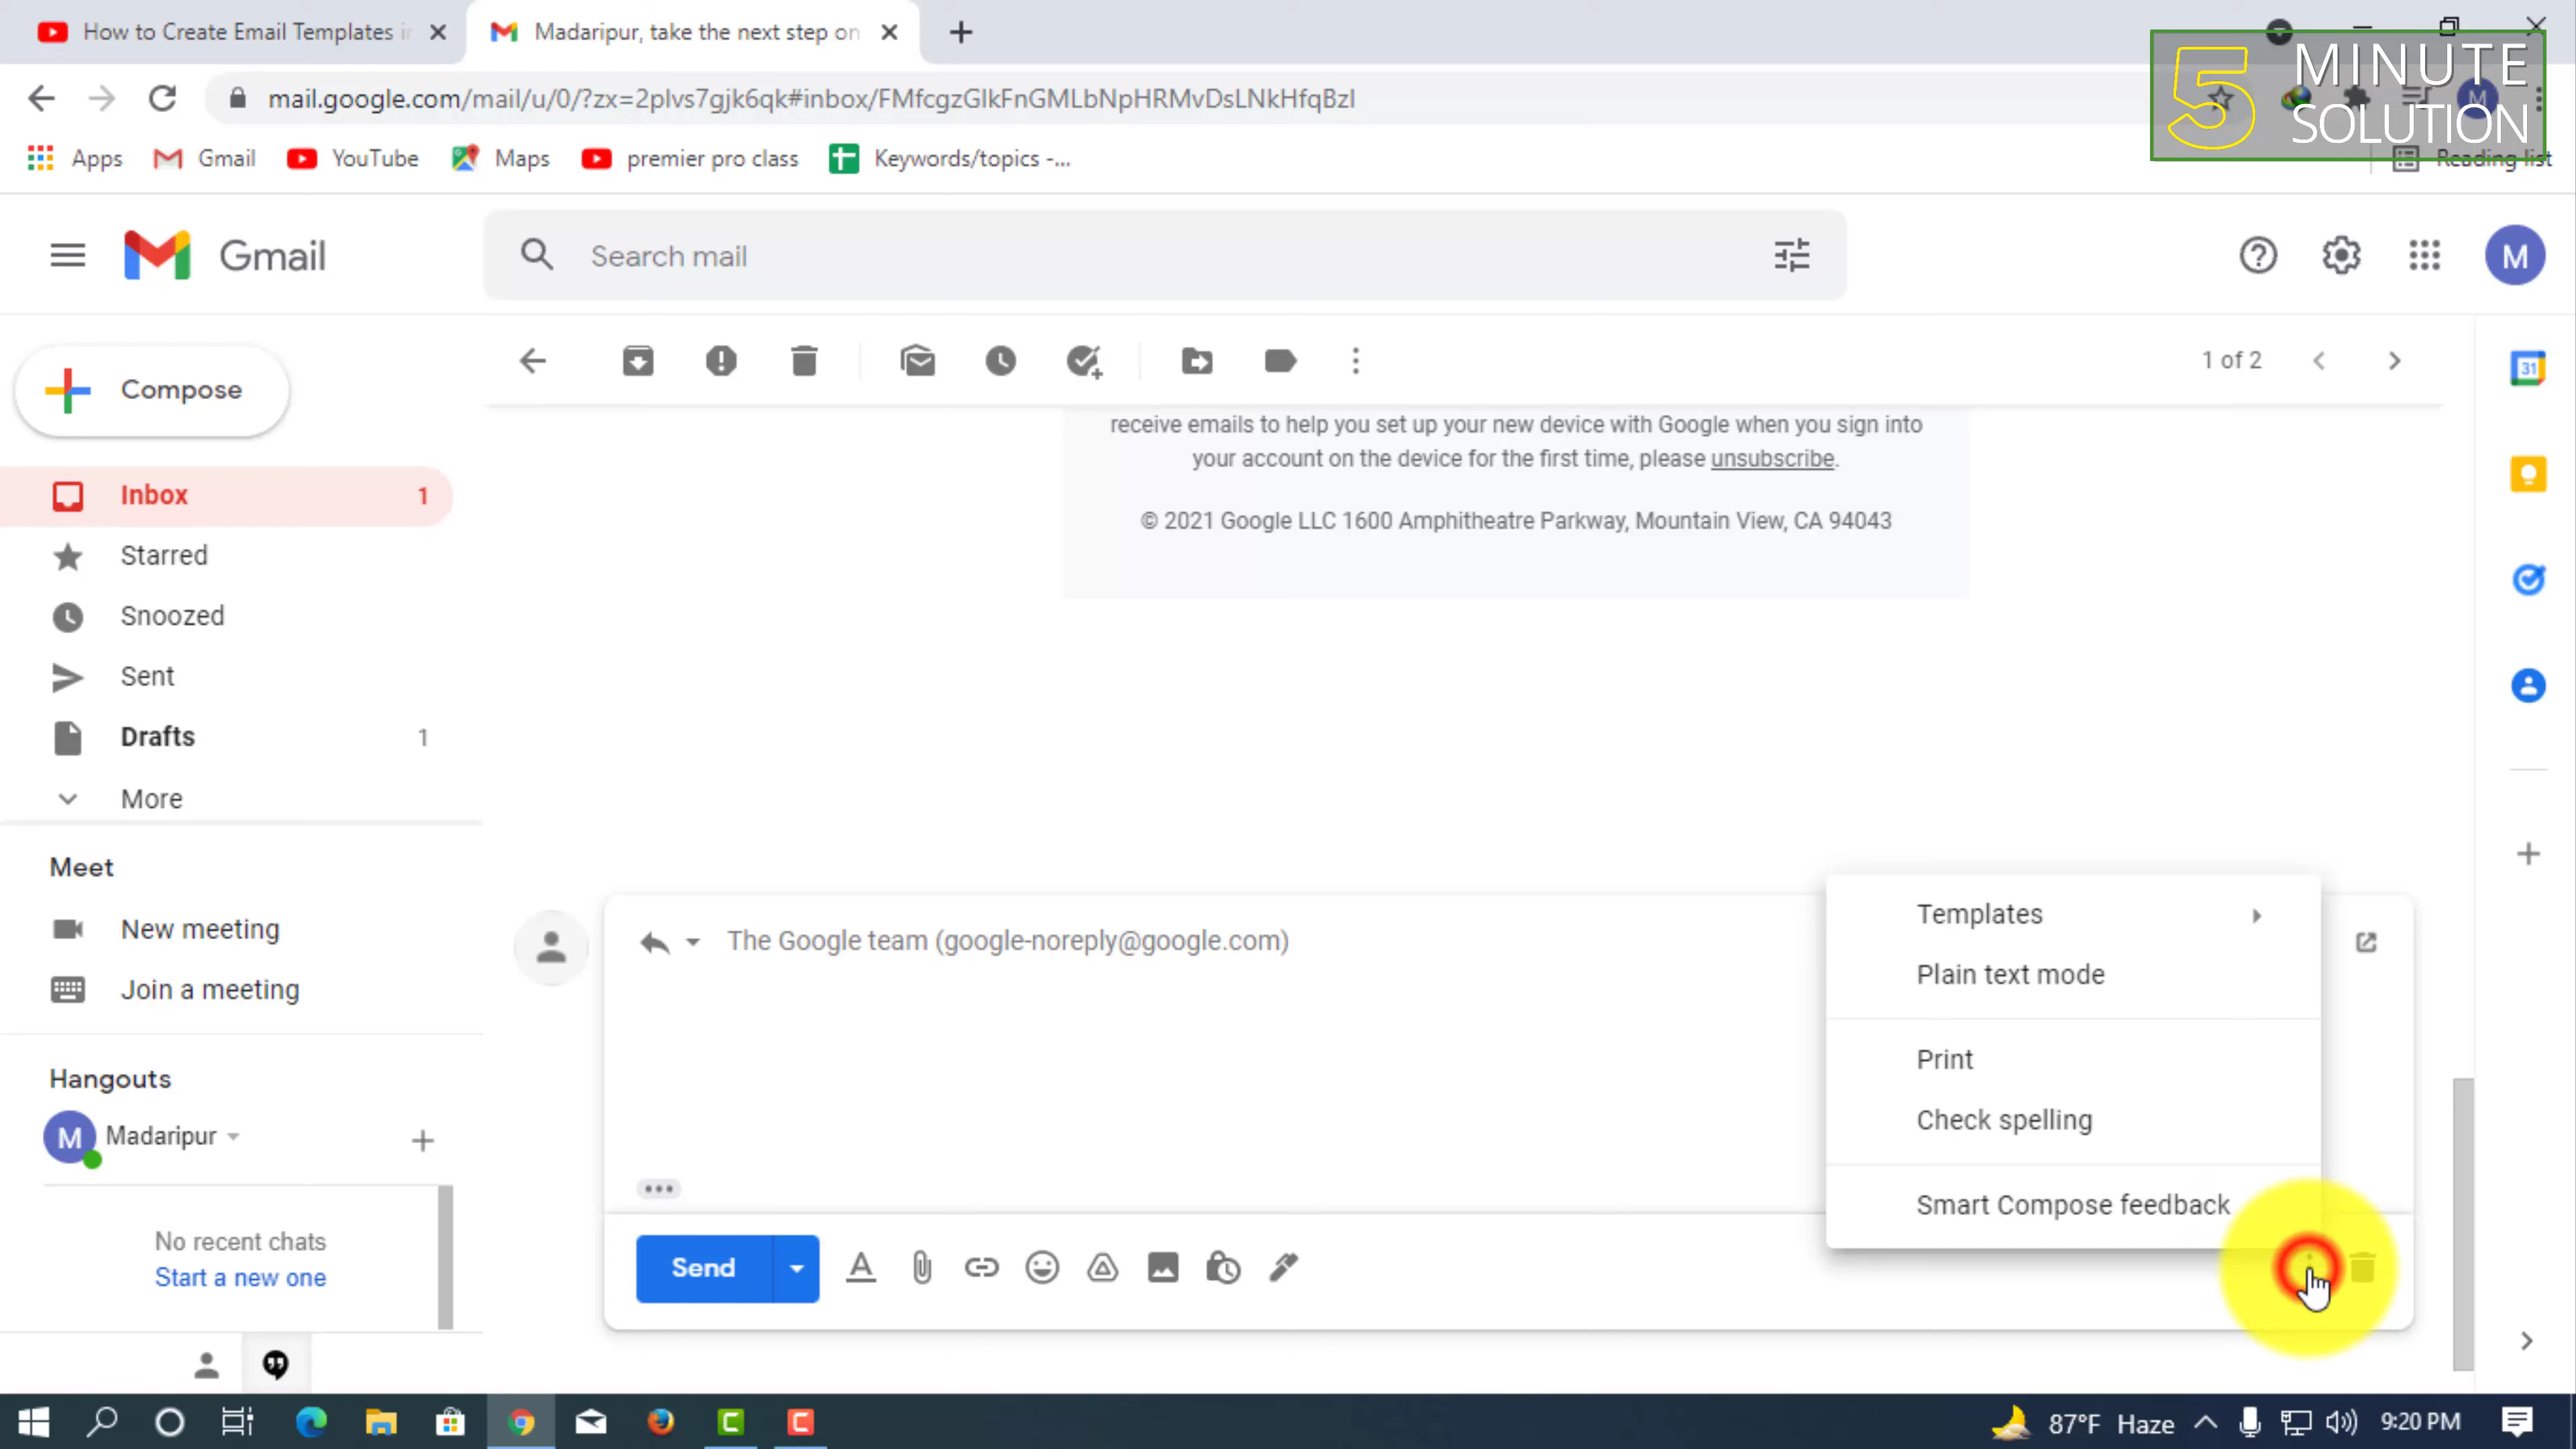 How to Create Email Templates in
Madaripur, take the next step on
5 MINUTE SOLUTION
mail.google.com/mail/u/0/?zx=2plvs7gjk6qk#inbox/FMfcgzGlkFnGMLbNpHRMvDsLNkHfqBzl
M
Apps Gmail YouTube Maps premier pro class Keywords/topics -... Reading list
Gmail
Search mail
M
Compose
1 of 2
31
receive emails to help you set up your new device with Google when you sign into
your account on the device for the first time, please unsubscribe.
© 2021 Google LLC 1600 Amphitheatre Parkway, Mountain View, CA 94043
Inbox 1
Starred
Snoozed
Sent
Drafts 1
More
Meet
New meeting
Join a meeting
Hangouts
M Madaripur
No recent chats
Start a new one
The Google team (google-noreply@google.com)
Templates
Plain text mode
Print
Check spelling
Smart Compose feedback
Send
87°F Haze 9:20 PM